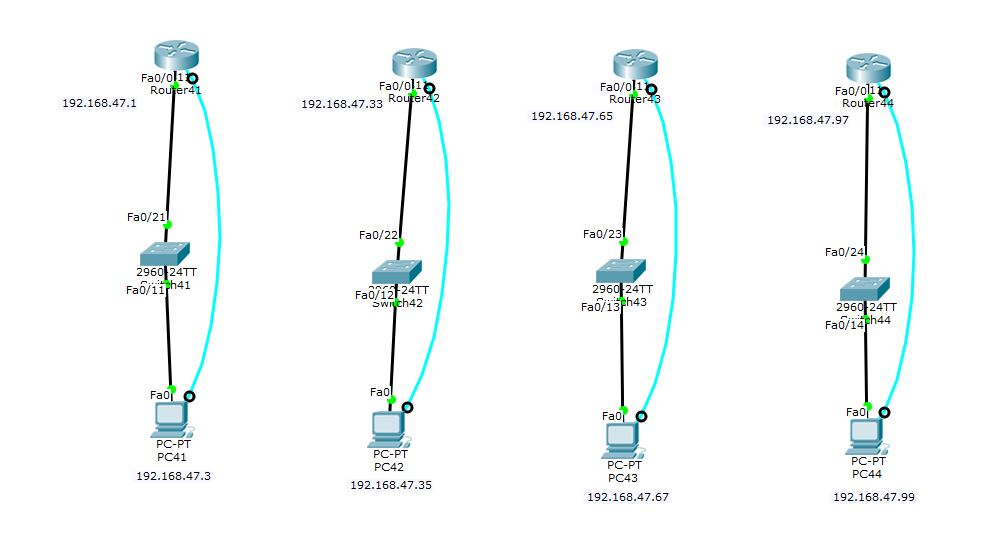 Fa0/0
Router41
192.168.47.1
Fa0/21
2960-24TT
Switch41
Fa0/11
Fa0
PC-PT
PC41
192.168.47.3
Fa0/0
Router42
192.168.47.33
Fa0/22
2960-24TT
Switch42
Fa0/12
Fa0
PC-PT
PC42
192.168.47.35
Fa0/0
Router43
192.168.47.65
Fa0/23
2960-24TT
Switch43
Fa0/13
Fa0
PC-PT
PC43
192.168.47.67
Fa0/0
Router44
192.168.47.97
Fa0/24
2960-24TT
Switch44
Fa0/14
Fa0
PC-PT
PC44
192.168.47.99